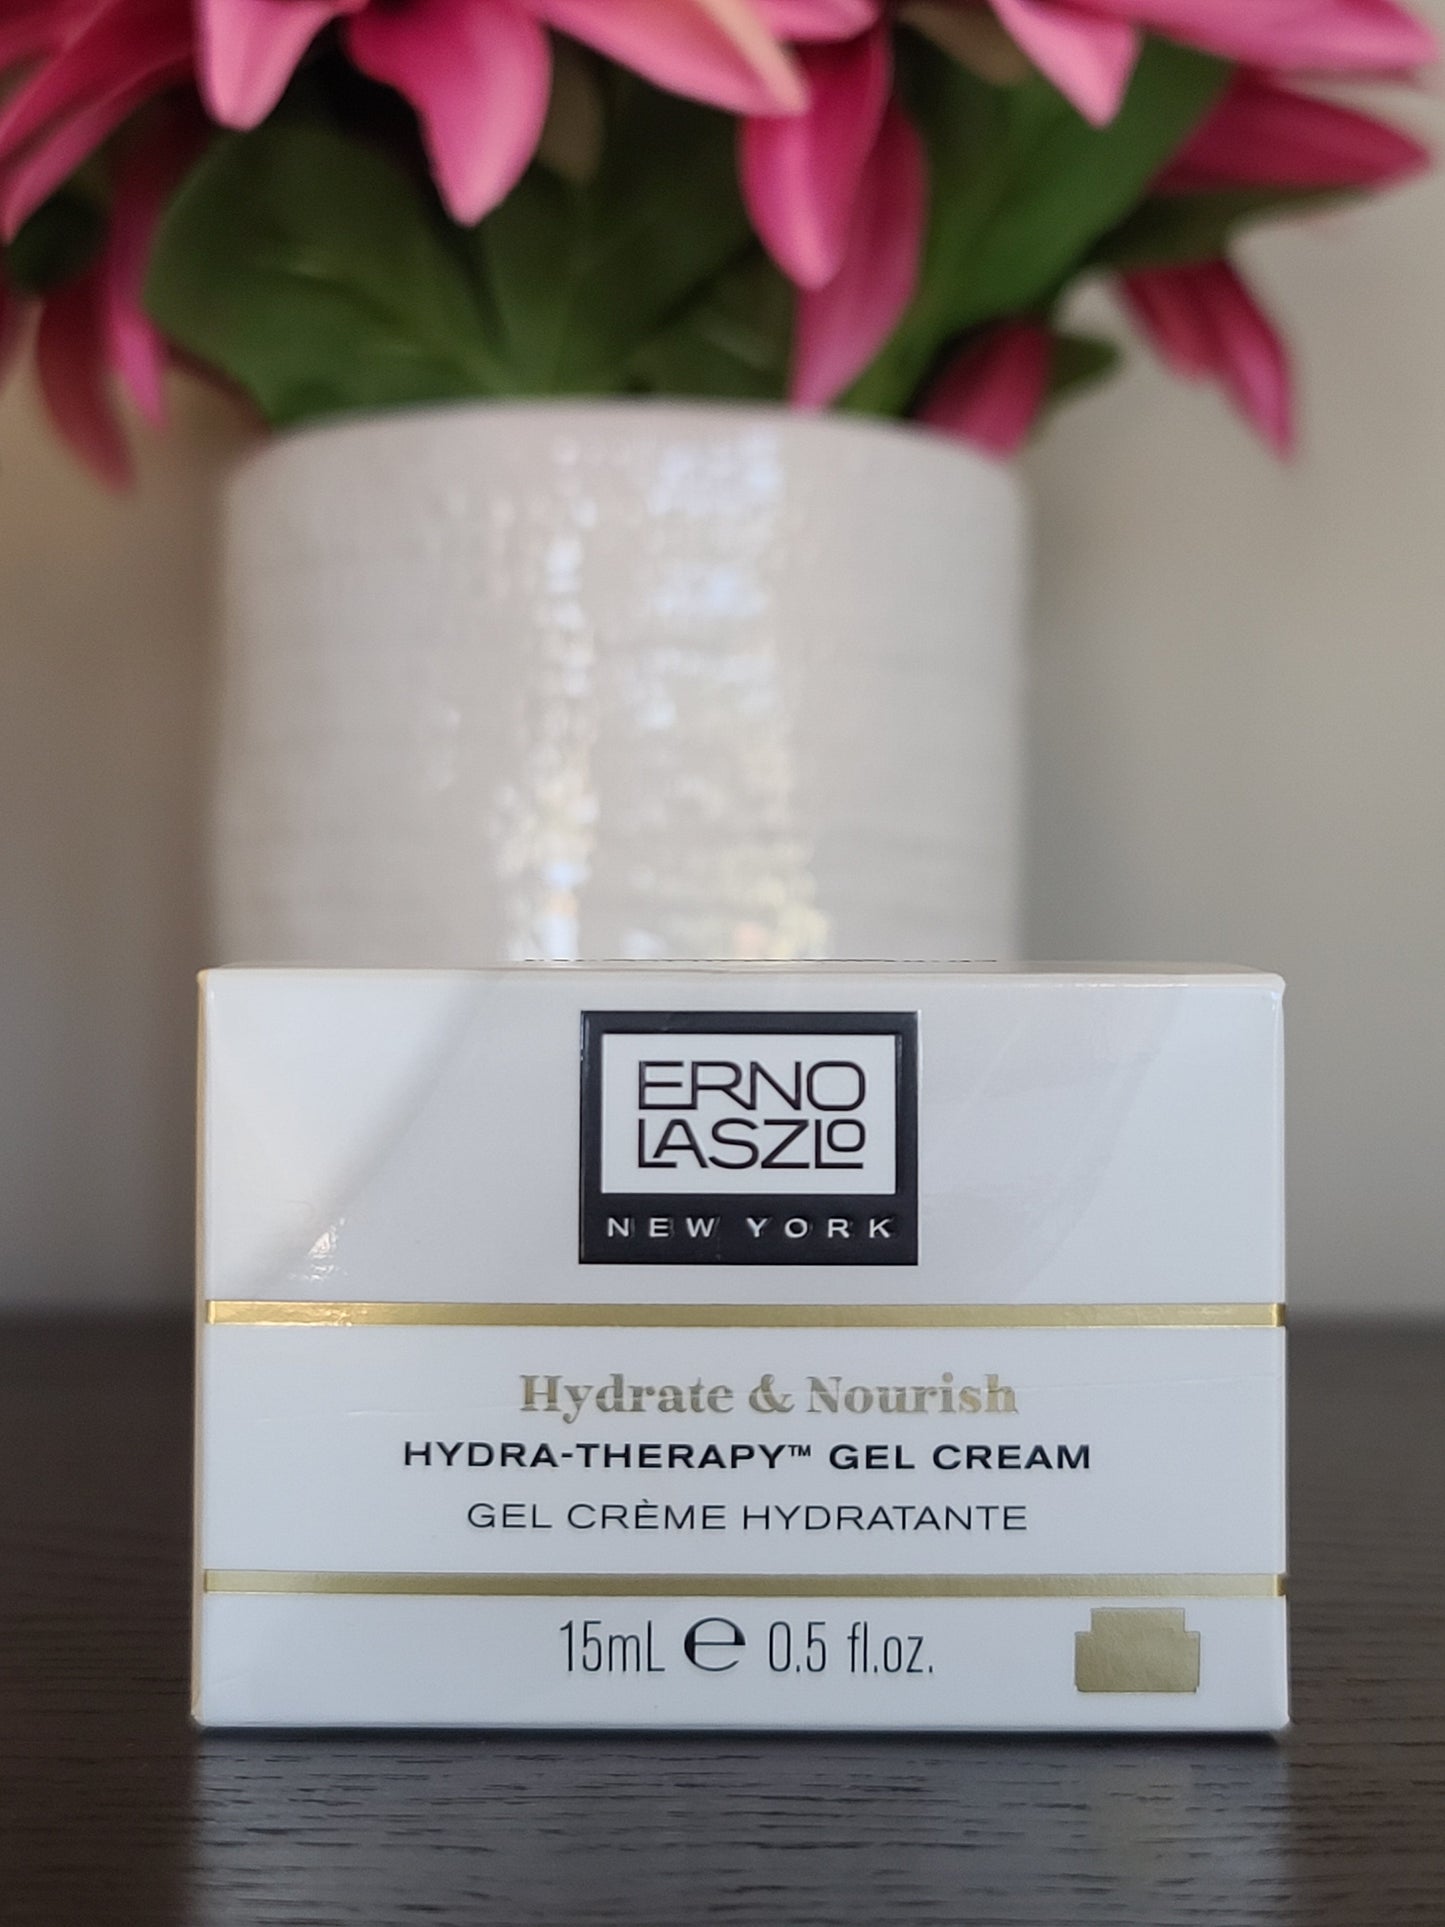 ERNO
LASZLO
NEW YORK
Hydrate & Nourish
HYDRA-THERAPY™ GEL CREAM
GEL CRÈME HYDRATANTE
15mL ℮ 0.5 fl.oz.